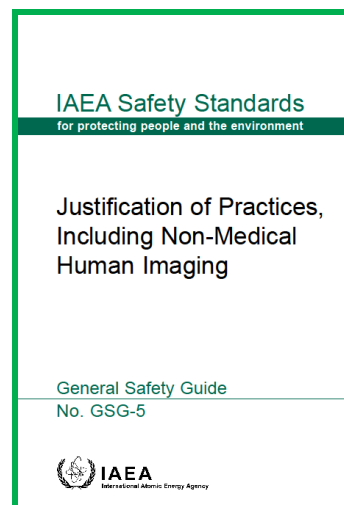 IAEA Safety Standards
for protecting people and the environment
Justification of Practices,
Including Non-Medical
Human Imaging
General Safety Guide
No. GSG-5
IAEA
International Atomic Energy Agency